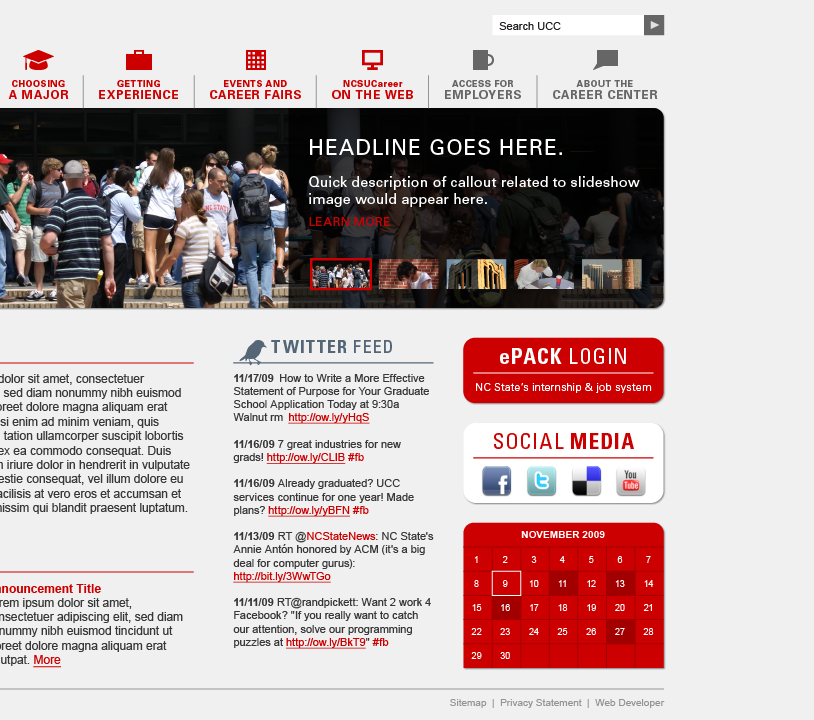 Search UCC
CHOOSING
A MAJOR
GETTING
EXPERIENCE
EVENTS AND
CAREER FAIRS
NCSUCareer
ON THE WEB
ACCESS FOR
EMPLOYERS
ABOUT THE
CAREER CENTER
HEADLINE GOES HERE.
Quick description of callout related to slideshow
image would appear here.
LEARN MORE
dolor sit amet, consectetuer
sed diam nonummy nibh euismod
oreet dolore magna aliquam erat
si enim ad minim veniam, quis
tation ullamcorper suscipit lobortis
ex ea commodo consequat. Duis
iriure dolor in hendrerit in vulputate
estie consequat, vel illum dolore eu
acilisis at vero eros et accumsan et
nissim qui blandit praesent luptatum.
nnouncement Title
rem ipsum dolor sit amet,
nsectetuer adipiscing elit, sed diam
nummy nibh euismod tincidunt ut
oreet dolore magna aliquam erat
utpat. More
TWITTER FEED
11/17/09 How to Write a More Effective
Statement of Purpose for Your Graduate
School Application Today at 9:30a
Walnut rm http://ow.ly/yHqS
11/16/09 7 great industries for new
grads! http://ow.ly/CLIB #fb
11/16/09 Already graduated? UCC
services continue for one year! Made
plans? http://ow.ly/yBFN #fb
11/13/09 RT @NCStateNews: NC State's
Annie Antón honored by ACM (it's a big
deal for computer gurus):
http://bit.ly/3WwTGo
11/11/09 RT@randpickett: Want 2 work 4
Facebook? "If you really want to catch
our attention, solve our programming
puzzles at http://ow.ly/BkT9" #fb
ePACK LOGIN
NC State's internship & job system
SOCIAL MEDIA
f
t
You
Tube
NOVEMBER 2009
1 2 3 4 5 6 7
8 9 10 11 12 13 14
15 16 17 18 19 20 21
22 23 24 25 26 27 28
29 30
Sitemap | Privacy Statement | Web Developer